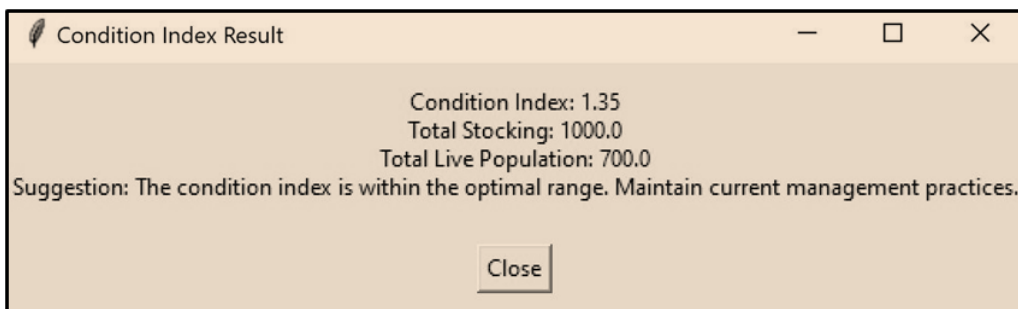 Condition Index Result
Condition Index: 1.35
Total Stocking: 1000.0
Total Live Population: 700.0
Suggestion: The condition index is within the optimal range. Maintain current management practices.
Close